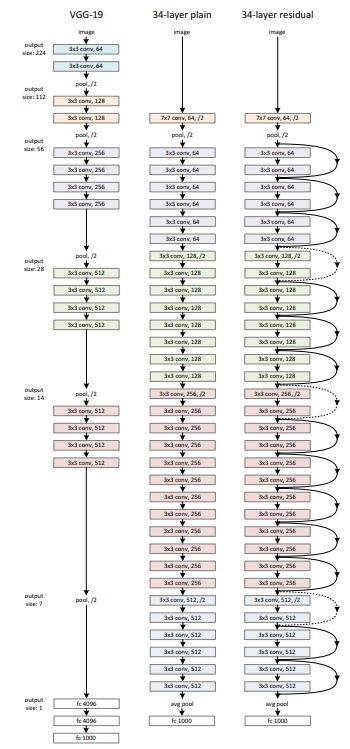 VGG-19
image
output
size: 224
3x3 conv, 64
3x3 conv, 64
output
size: 112
pool, /2
3x3 conv, 128
3x3 conv, 128
output
size: 56
pool, /2
3x3 conv, 256
3x3 conv, 256
3x3 conv, 256
3x3 conv, 256
output
size: 28
pool, /2
3x3 conv, 512
3x3 conv, 512
3x3 conv, 512
3x3 conv, 512
output
size: 14
pool, /2
3x3 conv, 512
3x3 conv, 512
3x3 conv, 512
3x3 conv, 512
output
size: 7
pool, /2
output
size: 1
fc 4096
fc 4096
fc 1000
34-layer plain
image
7x7 conv, 64, /2
pool, /2
3x3 conv, 64
3x3 conv, 64
3x3 conv, 64
3x3 conv, 64
3x3 conv, 64
3x3 conv, 64
3x3 conv, 128, /2
3x3 conv, 128
3x3 conv, 128
3x3 conv, 128
3x3 conv, 128
3x3 conv, 128
3x3 conv, 128
3x3 conv, 128
3x3 conv, 256, /2
3x3 conv, 256
3x3 conv, 256
3x3 conv, 256
3x3 conv, 256
3x3 conv, 256
3x3 conv, 256
3x3 conv, 256
3x3 conv, 256
3x3 conv, 256
3x3 conv, 256
3x3 conv, 256
3x3 conv, 512, /2
3x3 conv, 512
3x3 conv, 512
3x3 conv, 512
3x3 conv, 512
3x3 conv, 512
avg pool
fc 1000
34-layer residual
image
7x7 conv, 64, /2
pool, /2
3x3 conv, 64
3x3 conv, 64
3x3 conv, 64
3x3 conv, 64
3x3 conv, 64
3x3 conv, 64
3x3 conv, 128, /2
3x3 conv, 128
3x3 conv, 128
3x3 conv, 128
3x3 conv, 128
3x3 conv, 128
3x3 conv, 128
3x3 conv, 128
3x3 conv, 256, /2
3x3 conv, 256
3x3 conv, 256
3x3 conv, 256
3x3 conv, 256
3x3 conv, 256
3x3 conv, 256
3x3 conv, 256
3x3 conv, 256
3x3 conv, 256
3x3 conv, 256
3x3 conv, 256
3x3 conv, 512, /2
3x3 conv, 512
3x3 conv, 512
3x3 conv, 512
3x3 conv, 512
3x3 conv, 512
avg pool
fc 1000